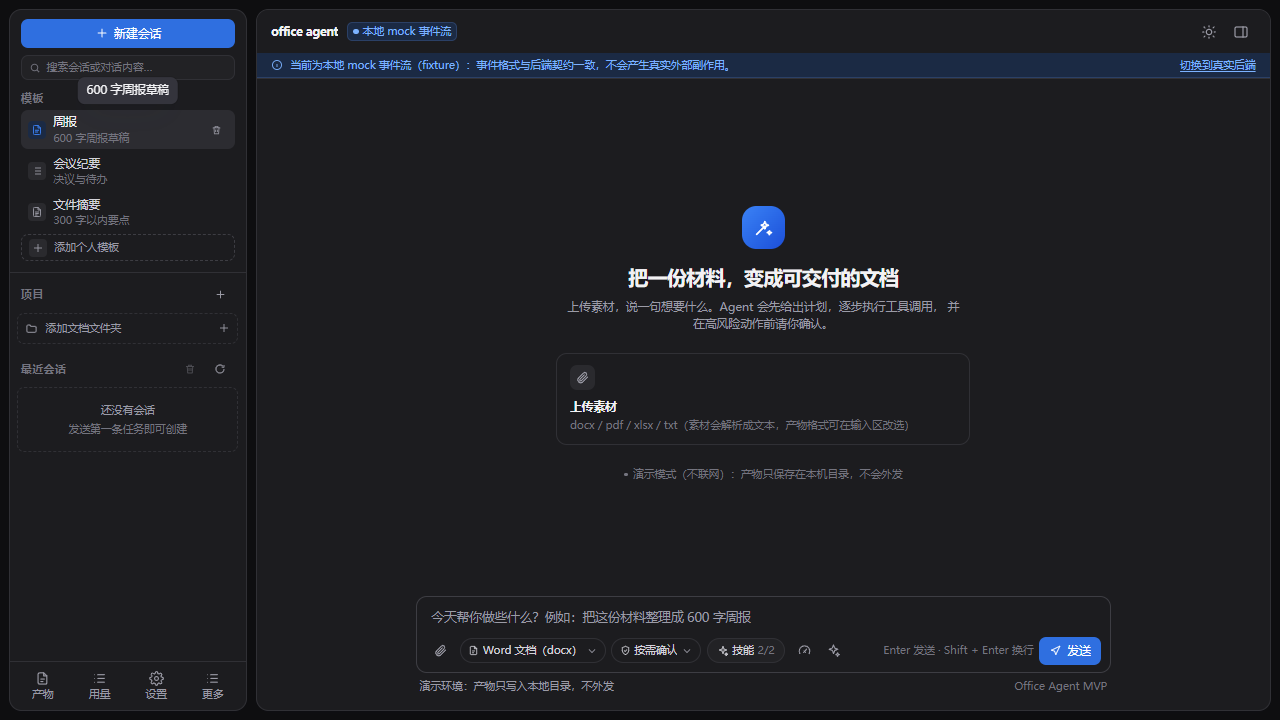 新建会话
搜索会话或对话内容...
模板
600 字周报草稿
周报
600 字周报草稿
会议纪要
决议与待办
文件摘要
300 字以内要点
添加个人模板
顶目
添加文档文件夹
最近会话
还没有会话
发送第一条任务即可创建
产物
用量
设置
更多
office agent
本地 mock 事件流
当前为本地 mock 事件流（fixture）：事件格式与后端契约一致，不会产生真实外部副作用。
切换到真实后端
把一份材料，变成可交付的文档
上传素材，说一句想要什么。Agent 会先给出计划，逐步执行工具调用， 并
在高风险动作前请你确认。
上传素材
docx / pdf / xlsx / txt（素材会解析成文本，产物格式可在输入区改选）
演示模式（不联网）：产物只保存在本机目录，不会外发
今天帮你做些什么？例如：把这份材料整理成 600 字周报
Word 文档（docx）
按需确认
技能 2/2
Enter 发送 · Shift + Enter 换行
发送
演示环境：产物只写入本地目录，不外发
Office Agent MVP